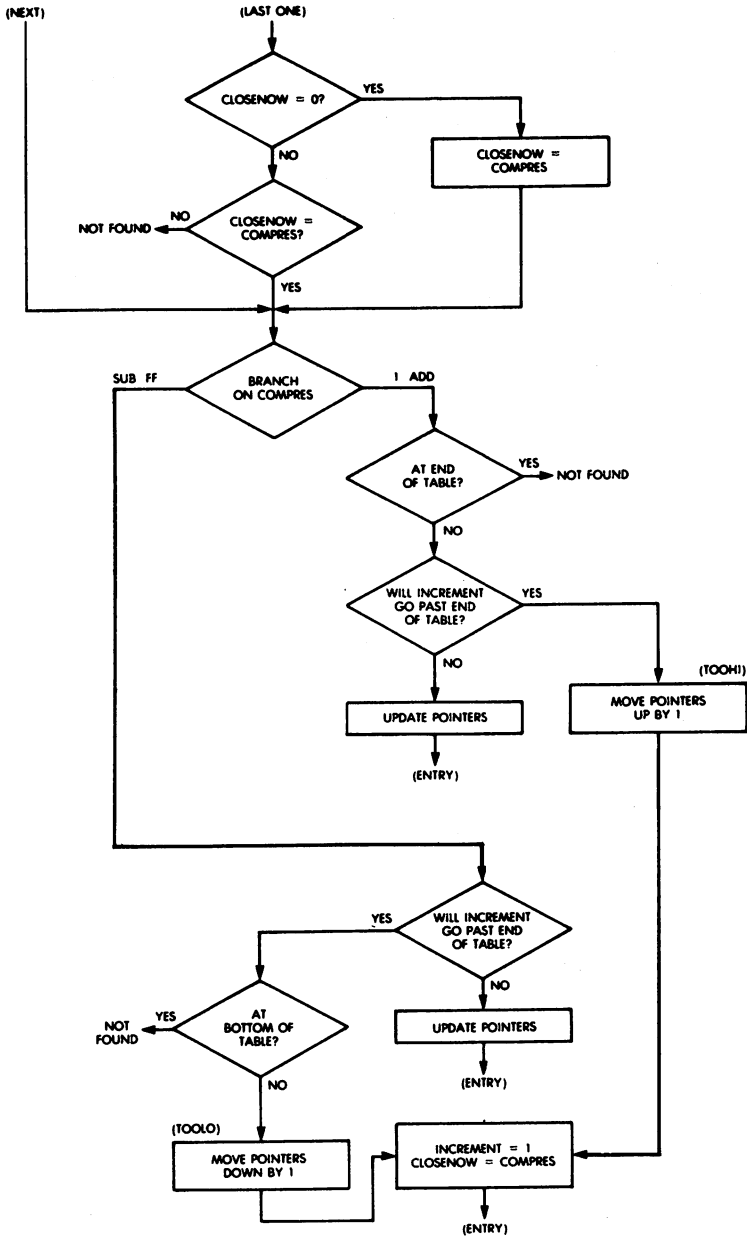 (NEXT)
(LAST ONE)
CLOSENOW = 0?
YES
CLOSENOW =
COMPRES
NO
CLOSENOW =
COMPRES?
NO
NOT FOUND
YES
SUB FF
BRANCH
ON COMPRES
1 ADD
AT END
OF TABLE?
YES
NOT FOUND
NO
WILL INCREMENT
GO PAST END
OF TABLE?
YES
NO
(TOOHI)
UPDATE POINTERS
MOVE POINTERS
UP BY 1
(ENTRY)
YES
WILL INCREMENT
GO PAST END
OF TABLE?
NO
AT
BOTTOM OF
TABLE?
YES
NOT
FOUND
UPDATE POINTERS
NO
(ENTRY)
(TOOLO)
MOVE POINTERS
DOWN BY 1
INCREMENT = 1
CLOSENOW = COMPRES
(ENTRY)